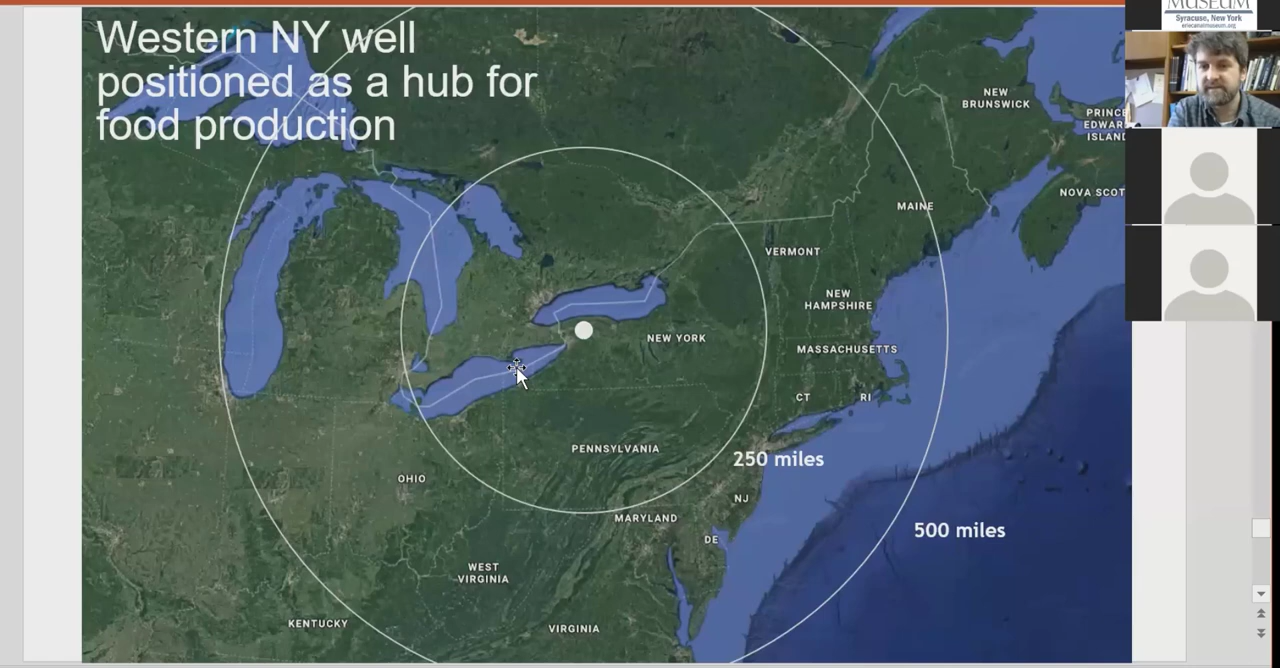 Western NY well
positioned as a hub for
food production
MUSEUM
Syracuse, New York
eriecanalmuseum.org
NEW
BRUNSWICK
PRINCE
EDWARD
ISLAND
NOVA SCOT
MAINE
VERMONT
NEW
HAMPSHIRE
NEW YORK
MASSACHUSETTS
CT
RI
PENNSYLVANIA
250 miles
OHIO
NJ
MARYLAND
500 miles
DE
WEST
VIRGINIA
KENTUCKY
VIRGINIA